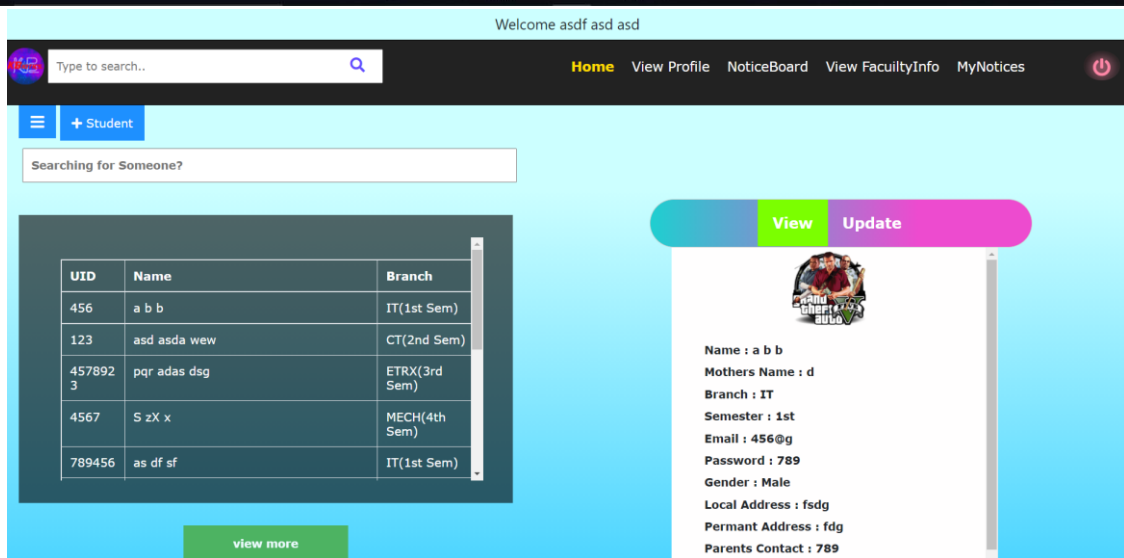 Welcome asdf asd asd
Type to search..
Home View Profile NoticeBoard View FacuiltyInfo MyNotices
+ Student
Searching for Someone?
View Update
UID Name Branch
456 a b b IT(1st Sem)
123 asd asda wew CT(2nd Sem)
457892 pqr adas dsg ETRX(3rd
3 Sem)
4567 S zX x MECH(4th
Sem)
789456 as df sf IT(1st Sem)
view more
grand
theft
auto
V
Name : a b b
Mothers Name : d
Branch : IT
Semester : 1st
Email : 456@g
Password : 789
Gender : Male
Local Address : fsdg
Permant Address : fdg
Parents Contact : 789